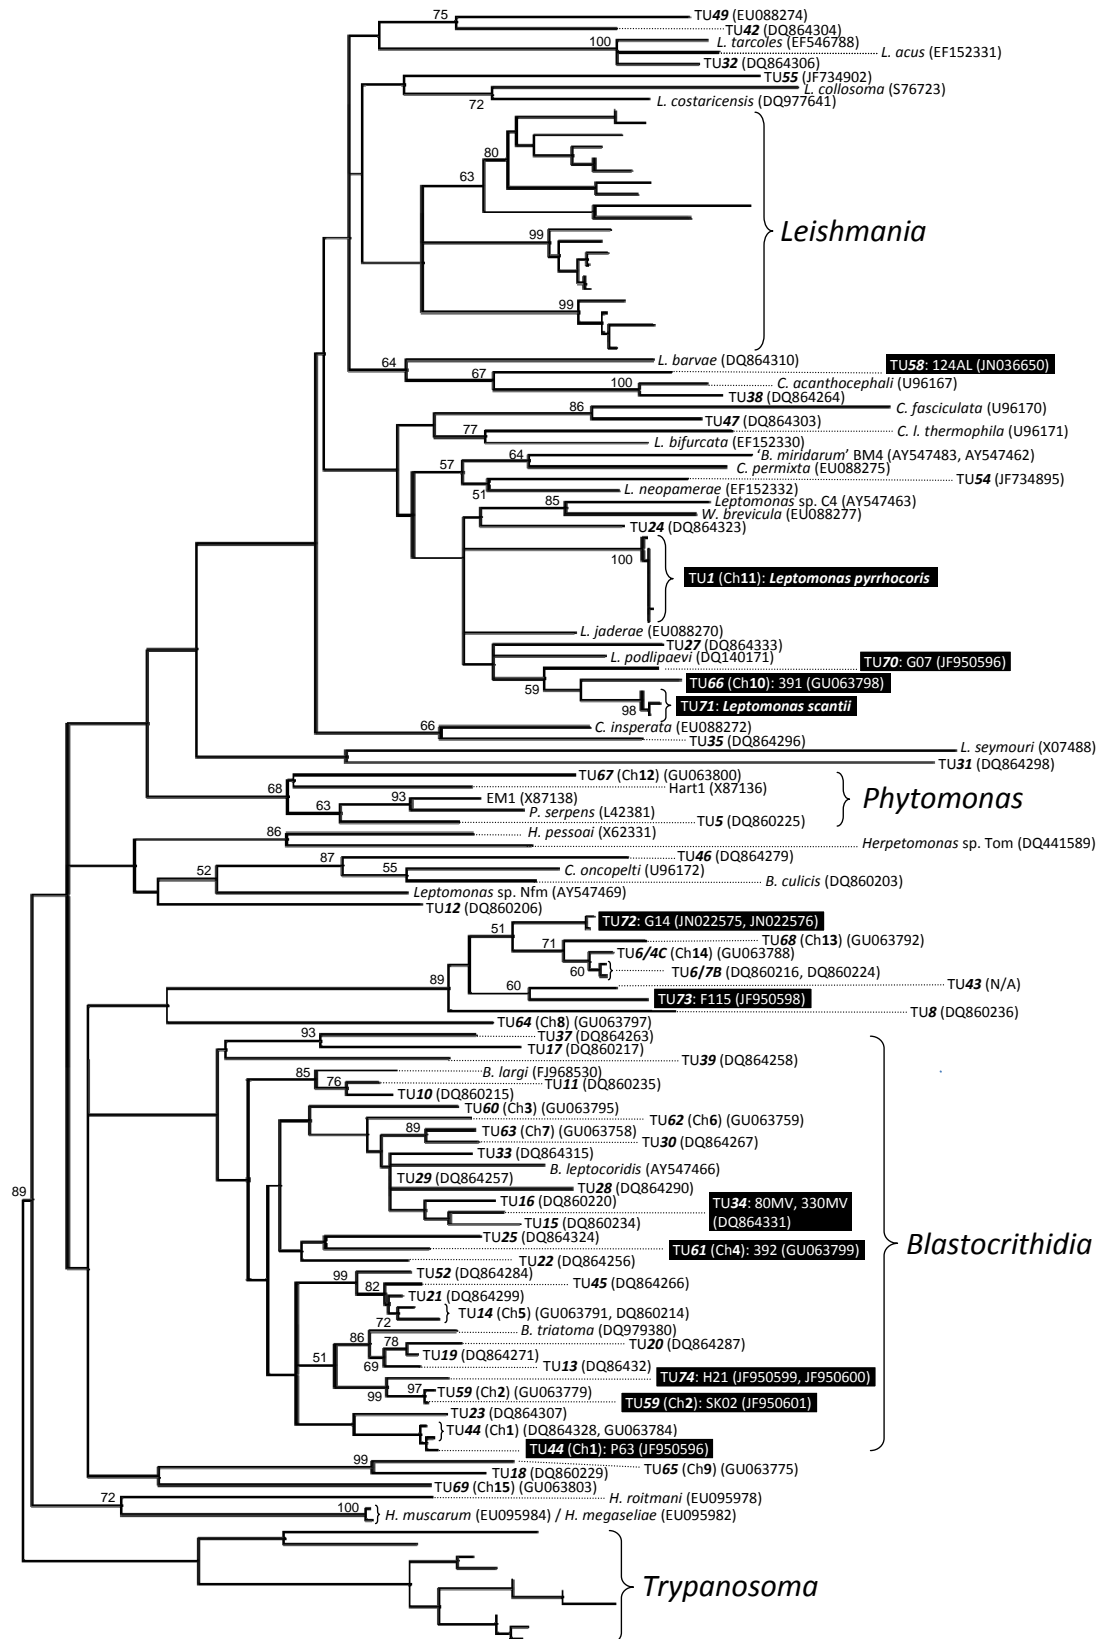 75
TU49 (EU088274)
TU42 (DQ864304)
100
L. tarcoles (EF546788)
L. acus (EF152331)
TU32 (DQ864306)
TU55 (JF734902)
L. collosoma (S76723)
72
L. costaricensis (DQ977641)
80
63
99
99
Leishmania
L. barvae (DQ864310)
64
TU58: 124AL (JN036650)
67
100
C. acanthocephali (U96167)
TU38 (DQ864264)
86
C. fasciculata (U96170)
TU47 (DQ864303)
77
C. l. thermophila (U96171)
L. bifurcata (EF152330)
64
'B. miridarum' BM4 (AY547483, AY547462)
57
C. permixta (EU088275)
TU54 (JF734895)
51
L. neopamerae (EF152332)
85
Leptomonas sp. C4 (AY547463)
W. brevicula (EU088277)
TU24 (DQ864323)
100
TU1 (Ch11): Leptomonas pyrrhocoris
L. jaderae (EU088270)
TU27 (DQ864333)
L. podlipaevi (DQ140171)
TU70: G07 (JF950596)
59
TU66 (Ch10): 391 (GU063798)
98
TU71: Leptomonas scantii
66
C. insperata (EU088272)
TU35 (DQ864296)
L. seymouri (X07488)
TU31 (DQ864298)
68
TU67 (Ch12) (GU063800)
Hart1 (X87136)
93
EM1 (X87138)
63
P. serpens (L42381)
TU5 (DQ860225)
Phytomonas
86
H. pessoai (X62331)
Herpetomonas sp. Tom (DQ441589)
87
TU46 (DQ864279)
52
55
C. oncopelti (U96172)
B. culicis (DQ860203)
Leptomonas sp. Nfm (AY547469)
TU12 (DQ860206)
51
TU72: G14 (JN022575, JN022576)
71
TU68 (Ch13) (GU063792)
TU6/4C (Ch14) (GU063788)
60
TU6/7B (DQ860216, DQ860224)
89
60
TU43 (N/A)
TU73: F115 (JF950598)
TU8 (DQ860236)
TU64 (Ch8) (GU063797)
93
TU37 (DQ864263)
TU17 (DQ860217)
TU39 (DQ864258)
85
B. largi (FJ968530)
76
TU11 (DQ860235)
TU10 (DQ860215)
TU60 (Ch3) (GU063795)
TU62 (Ch6) (GU063759)
89
TU63 (Ch7) (GU063758)
TU30 (DQ864267)
TU33 (DQ864315)
B. leptocoridis (AY547466)
TU29 (DQ864257)
TU28 (DQ864290)
TU16 (DQ860220)
TU34: 80MV, 330MV
(DQ864331)
TU15 (DQ860234)
TU25 (DQ864324)
TU61 (Ch4): 392 (GU063799)
TU22 (DQ864256)
Blastocrithidia
99
TU52 (DQ864284)
82
TU45 (DQ864266)
TU21 (DQ864299)
TU14 (Ch5) (GU063791, DQ860214)
72
B. triatoma (DQ979380)
86
78
TU20 (DQ864287)
TU19 (DQ864271)
51
69
TU13 (DQ86432)
TU74: H21 (JF950599, JF950600)
97
TU59 (Ch2) (GU063779)
99
TU59 (Ch2): SK02 (JF950601)
TU23 (DQ864307)
TU44 (Ch1) (DQ864328, GU063784)
TU44 (Ch1): P63 (JF950596)
89
99
TU65 (Ch9) (GU063775)
TU18 (DQ860229)
TU69 (Ch15) (GU063803)
72
H. roitmani (EU095978)
100
H. muscarum (EU095984) / H. megaseliae (EU095982)
Trypanosoma